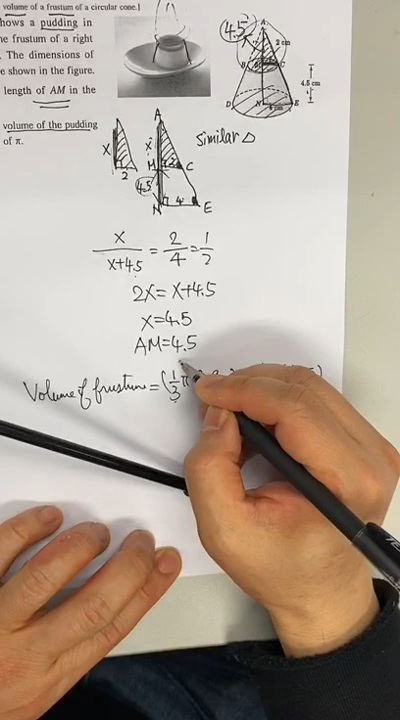 volume of a frustum of a circular cone.]
hows a pudding in
he frustum of a right
. The dimensions of
e shown in the figure.
length of AM in the
volume of the pudding
of π.
4.5
A
2 cm
B
C
4.5 cm
D
N
E
4 cm
x
2
A
x
M
2
C
4.5
N
4
E
Similar △
x/(x+4.5) = 2/4 = 1/2
2x = x+4.5
x=4.5
AM=4.5
Volume of frustum = (1/3 π